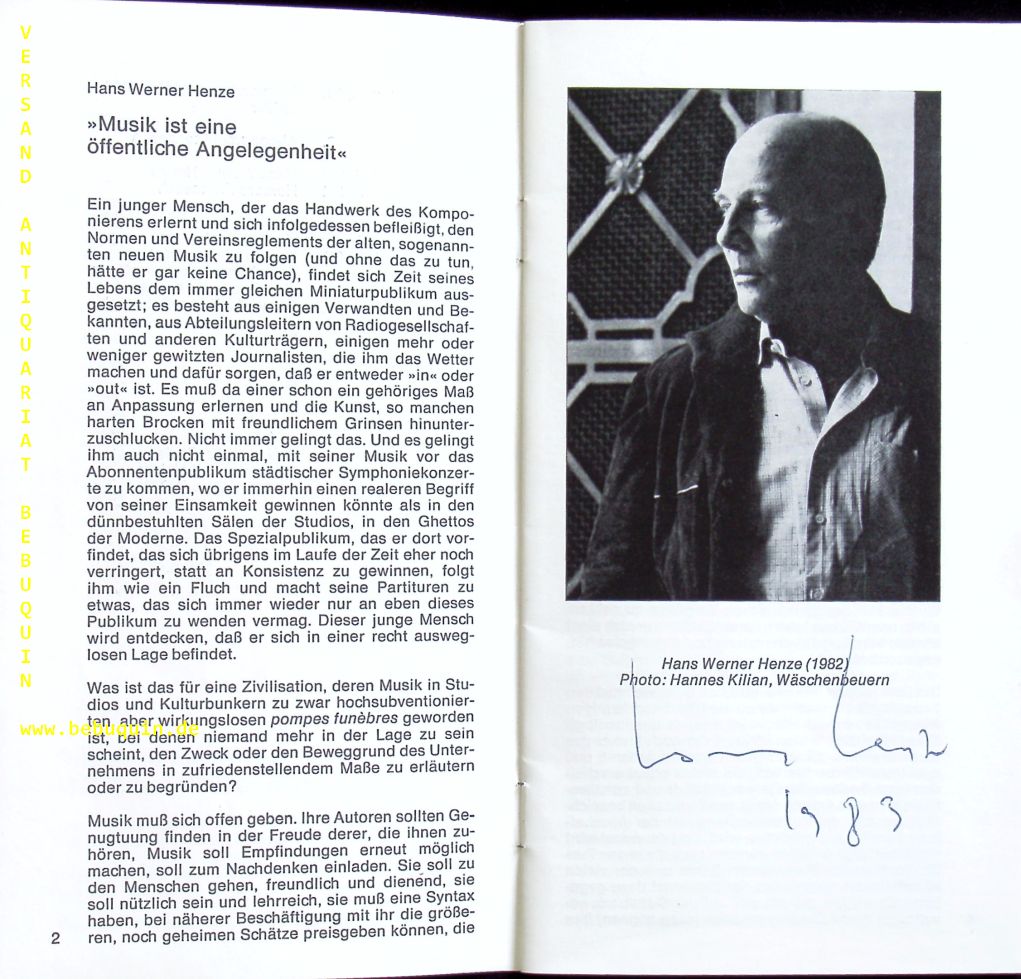 VERSAND ANTIQUARIAT BEBUQUIN
www.bebuquin.de
Hans Werner Henze
»Musik ist eine
öffentliche Angelegenheit«
Ein junger Mensch, der das Handwerk des Kompo-
nierens erlernt und sich infolgedessen befleißigt, den
Normen und Vereinsreglements der alten, sogenann-
ten neuen Musik zu folgen (und ohne das zu tun,
hätte er gar keine Chance), findet sich Zeit seines
Lebens dem immer gleichen Miniaturpublikum aus-
gesetzt; es besteht aus einigen Verwandten und Be-
kannten, aus Abteilungsleitern von Radiogesellschaf-
ten und anderen Kulturträgern, einigen mehr oder
weniger gewitzten Journalisten, die ihm das Wetter
machen und dafür sorgen, daß er entweder »in« oder
»out« ist. Es muß da einer schon ein gehöriges Maß
an Anpassung erlernen und die Kunst, so manchen
harten Brocken mit freundlichem Grinsen hinunter-
zuschlucken. Nicht immer gelingt das. Und es gelingt
ihm auch nicht einmal, mit seiner Musik vor das
Abonnentenpublikum städtischer Symphoniekonzer-
te zu kommen, wo er immerhin einen realeren Begriff
von seiner Einsamkeit gewinnen könnte als in den
dünnbestuhlten Sälen der Studios, in den Ghettos
der Moderne. Das Spezialpublikum, das er dort vor-
findet, das sich übrigens im Laufe der Zeit eher noch
verringert, statt an Konsistenz zu gewinnen, folgt
ihm wie ein Fluch und macht seine Partituren zu
etwas, das sich immer wieder nur an eben dieses
Publikum zu wenden vermag. Dieser junge Mensch
wird entdecken, daß er sich in einer recht ausweg-
losen Lage befindet.
Was ist das für eine Zivilisation, deren Musik in Stu-
dios und Kulturbunkern zu zwar hochsubventionier-
ten, aber wirkungslosen pompes funèbres geworden
ist, bei denen niemand mehr in der Lage zu sein
scheint, den Zweck oder den Beweggrund des Unter-
nehmens in zufriedenstellendem Maße zu erläutern
oder zu begründen?
Musik muß sich offen geben. Ihre Autoren sollten Ge-
nugtuung finden in der Freude derer, die ihnen zu-
hören, Musik soll Empfindungen erneut möglich
machen, soll zum Nachdenken einladen. Sie soll zu
den Menschen gehen, freundlich und dienend, sie
soll nützlich sein und lehrreich, sie muß eine Syntax
haben, bei näherer Beschäftigung mit ihr die größe-
ren, noch geheimen Schätze preisgeben können, die
2
Hans Werner Henze (1982)
Photo: Hannes Kilian, Wäschenbeuern
Hans Henze
1983